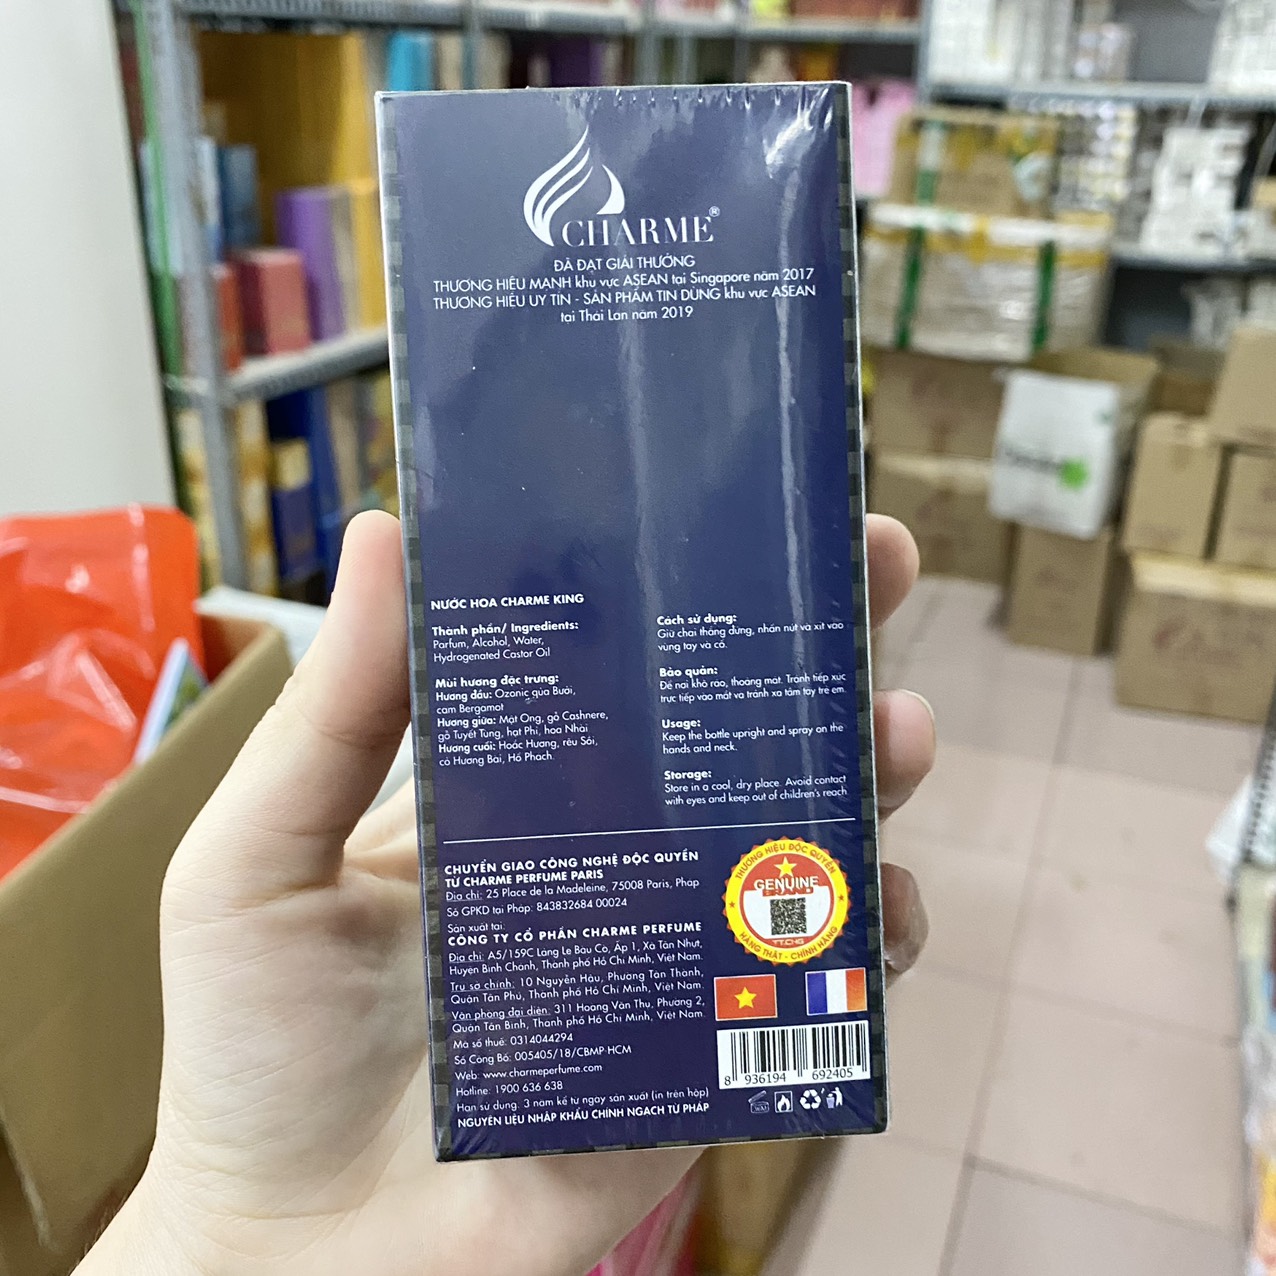 CHARME®
ĐÃ ĐẠT GIẢI THƯỞNG
THƯƠNG HIỆU MẠNH khu vực ASEAN tại Singapore năm 2017
THƯƠNG HIỆU UY TÍN - SẢN PHẨM TIN DÙNG khu vực ASEAN
tại Thái Lan năm 2019
NƯỚC HOA CHARME KING
Thành phần/ Ingredients:
Parfum, Alcohol, Water,
Hydrogenated Castor Oil
Mùi hương đặc trưng:
Hương đầu: Ozonic của Bưởi,
cam Bergamot
Hương giữa: Mật Ong, gỗ Cashnere,
gỗ Tuyết Tùng, hạt Phỉ, hoa Nhài
Hương cuối: Hoắc Hương, rêu Sồi,
cỏ Hương Bài, Hổ Phách.
Cách sử dụng:
Giữ chai thẳng đứng, nhấn nút và xịt vào
vùng tay và cổ.
Bảo quản:
Để nơi khô ráo, thoáng mát. Tránh tiếp xúc
trực tiếp vào mắt và tránh xa tầm tay trẻ em.
Usage:
Keep the bottle upright and spray on the
hands and neck.
Storage:
Store in a cool, dry place. Avoid contact
with eyes and keep out of children's reach
CHUYỂN GIAO CÔNG NGHỆ ĐỘC QUYỀN
TỪ CHARME PERFUME PARIS
Địa chỉ: 25 Place de la Madeleine, 75008 Paris, Pháp
Số GPKD tại Pháp: 843832684 00024
Sản xuất tại:
CÔNG TY CỔ PHẦN CHARME PERFUME
Địa chỉ: A5/159C Láng Le Bàu Cò, Ấp 1, Xã Tân Nhựt,
Huyện Bình Chánh, Thành phố Hồ Chí Minh, Việt Nam.
Trụ sở chính: 10 Nguyễn Hậu, Phường Tân Thành,
Quận Tân Phú, Thành phố Hồ Chí Minh, Việt Nam.
Văn phòng đại diện: 311 Hoàng Văn Thụ, Phường 2,
Quận Tân Bình, Thành phố Hồ Chí Minh, Việt Nam.
Mã số thuế: 0314044294
Số Công Bố: 005405/18/CBMP-HCM
Web: www.charmeperfume.com
Hotline: 1900 636 638
Hạn sử dụng: 3 năm kể từ ngày sản xuất (in trên hộp)
NGUYÊN LIỆU NHẬP KHẨU CHÍNH NGẠCH TỪ PHÁP
THƯƠNG HIỆU ĐỘC QUYỀN
GENUINE
TT.CHG
HÀNG THẬT - CHÍNH HÃNG
8 936194 692405